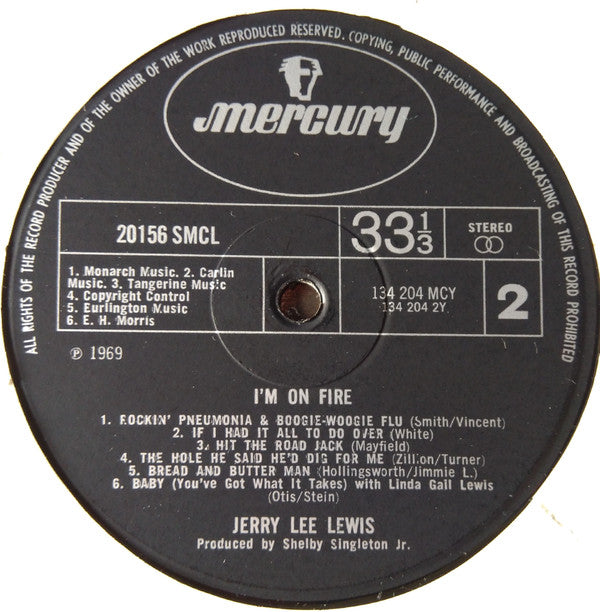 ALL RIGHTS OF THE RECORD PRODUCER AND OF THE OWNER OF THE WORK REPRODUCED RESERVED. COPYING, PUBLIC PERFORMANCE AND BROADCASTING OF THIS RECORD PROHIBITED
mercury
20156 SMCL
33 1/3
STEREO
1. Monarch Music. 2. Carlin
Music. 3. Tangerine Music
4. Copyright Control
5. Eurlington Music
6. E. H. Morris
134 204 MCY
134 204 2Y
2
℗ 1969
I'M ON FIRE
1. ROCKIN' PNEUMONIA & BOOGIE-WOOGIE FLU (Smith/Vincent)
2. IF I HAD IT ALL TO DO OVER (White)
3. HIT THE ROAD JACK (Mayfield)
4. THE HOLE HE SAID HE'D DIG FOR ME (Zillion/Turner)
5. BREAD AND BUTTER MAN (Hollingsworth/Jimmie L.)
6. BABY (You've Got What It Takes) with Linda Gail Lewis
(Otis/Stein)
JERRY LEE LEWIS
Produced by Shelby Singleton Jr.